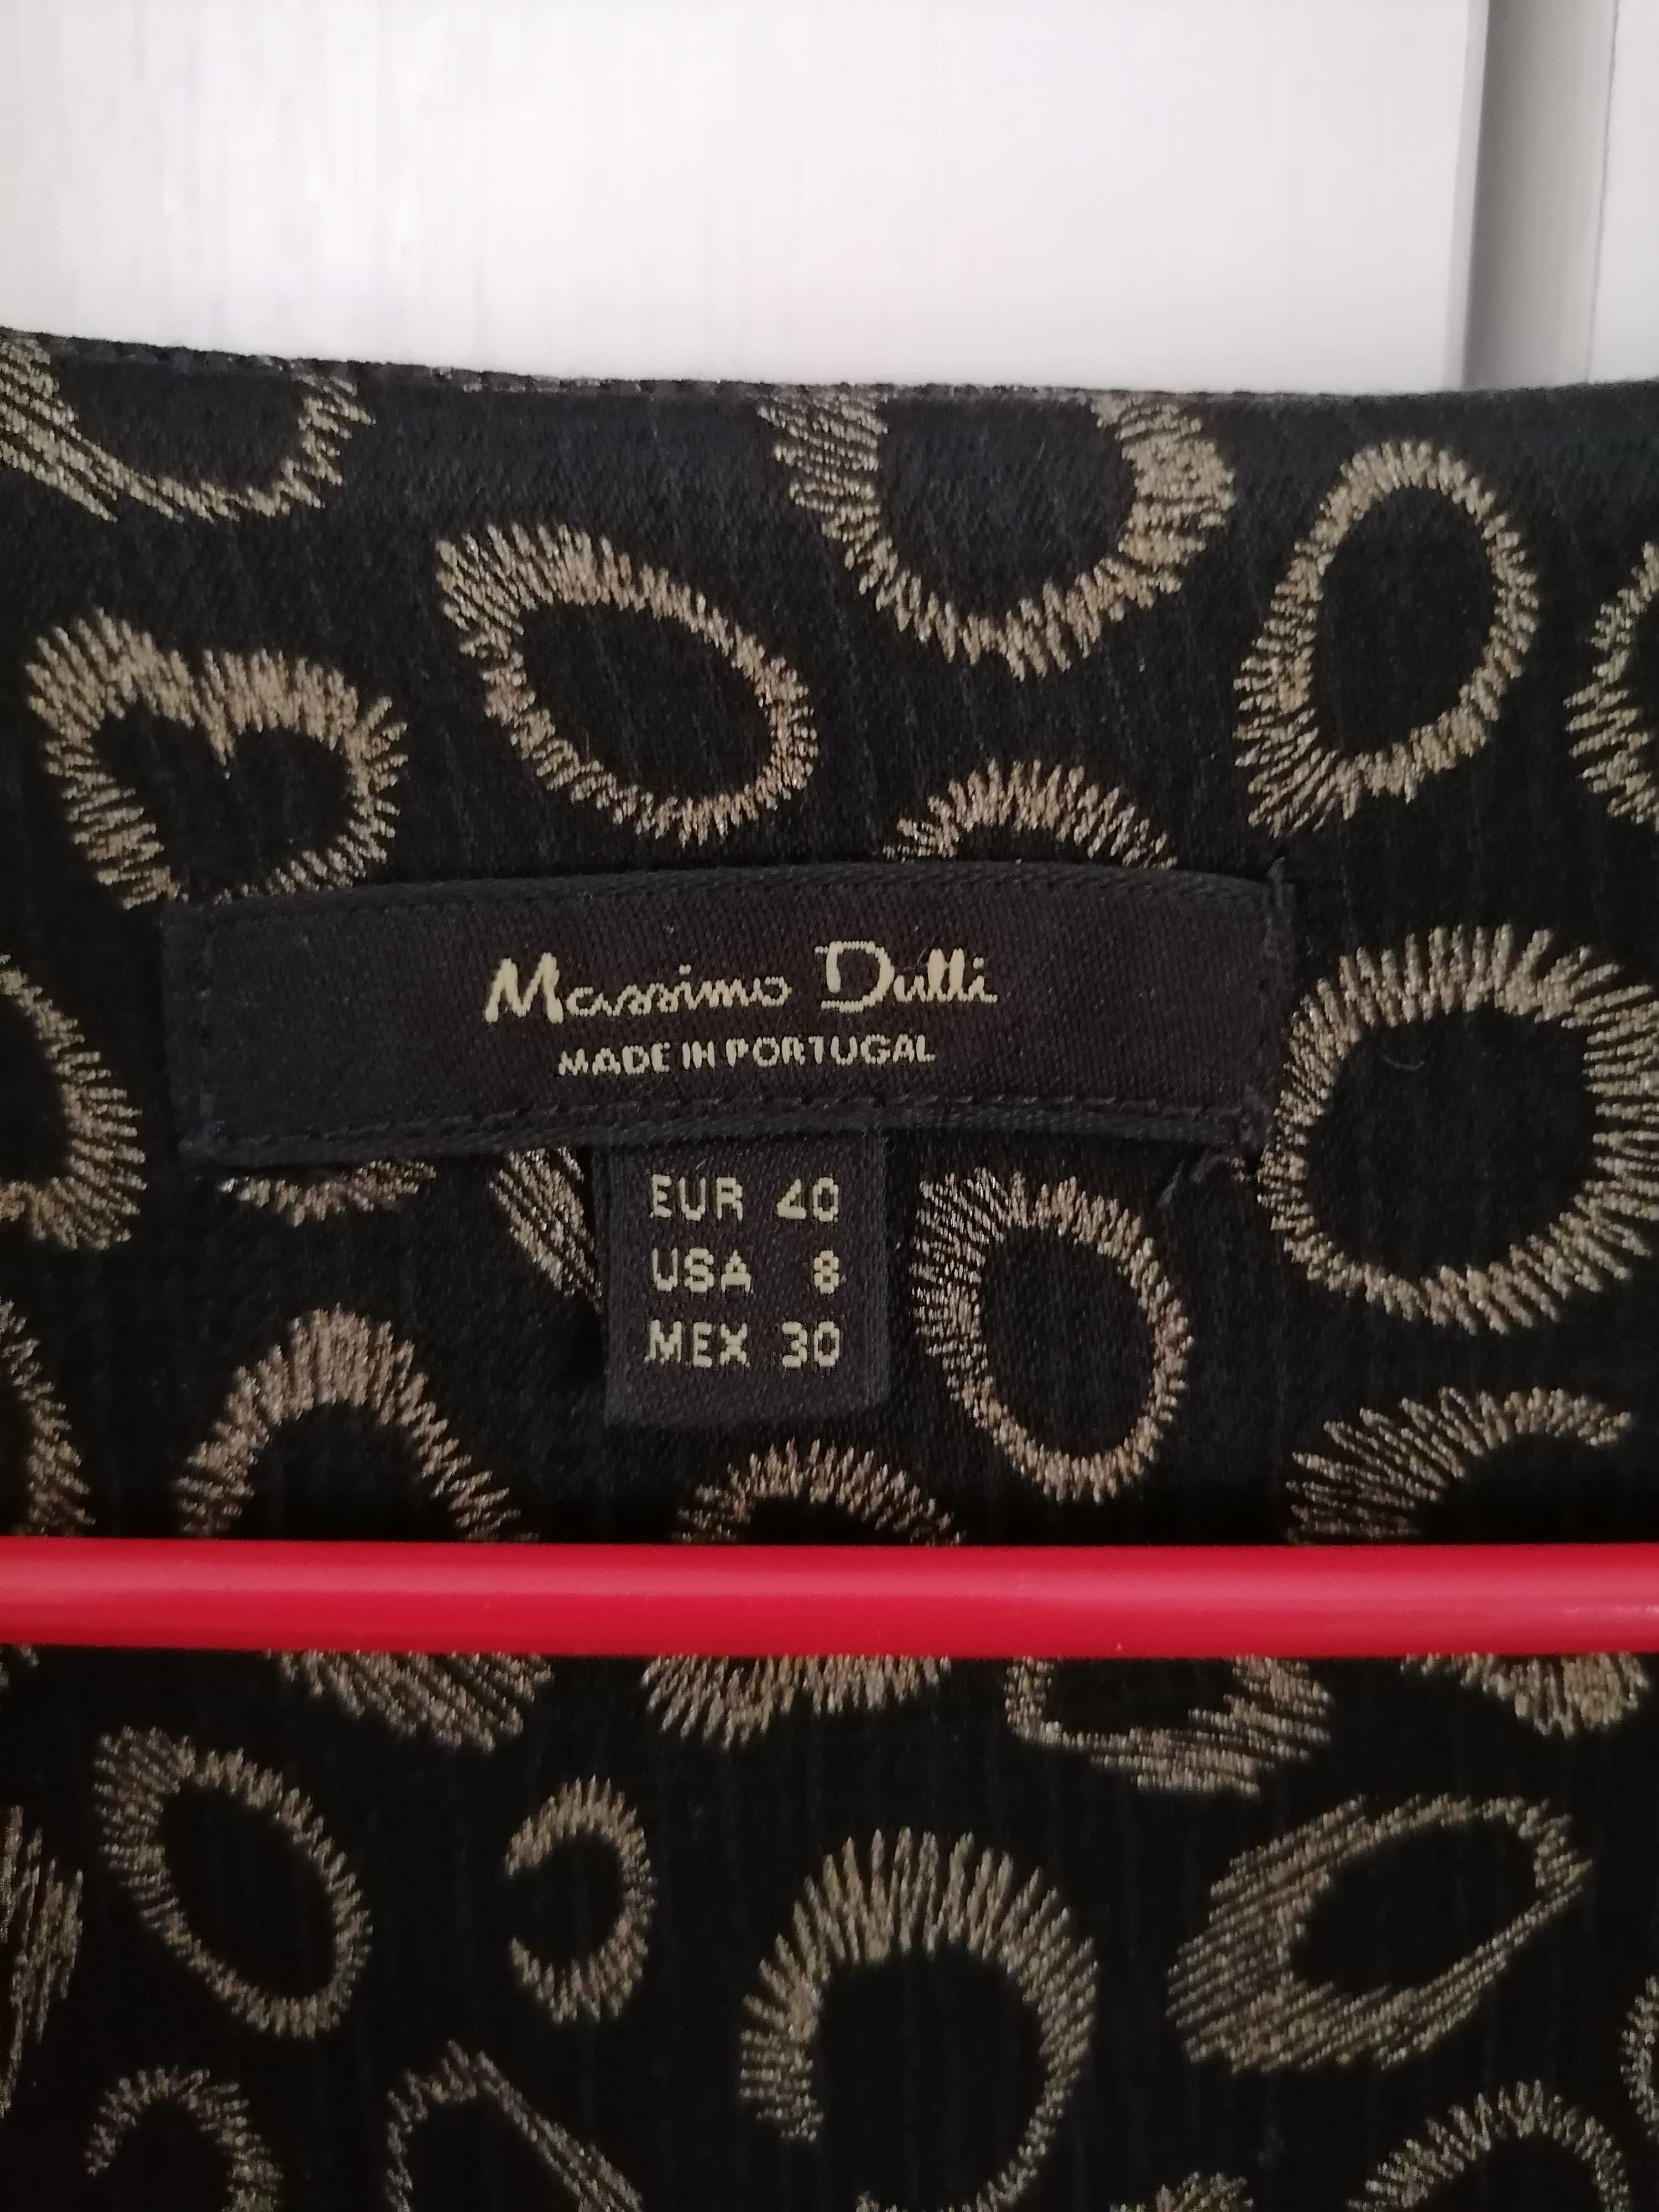 Massimo Dutti
MADE IN PORTUGAL
EUR 40
USA 8
MEX 30